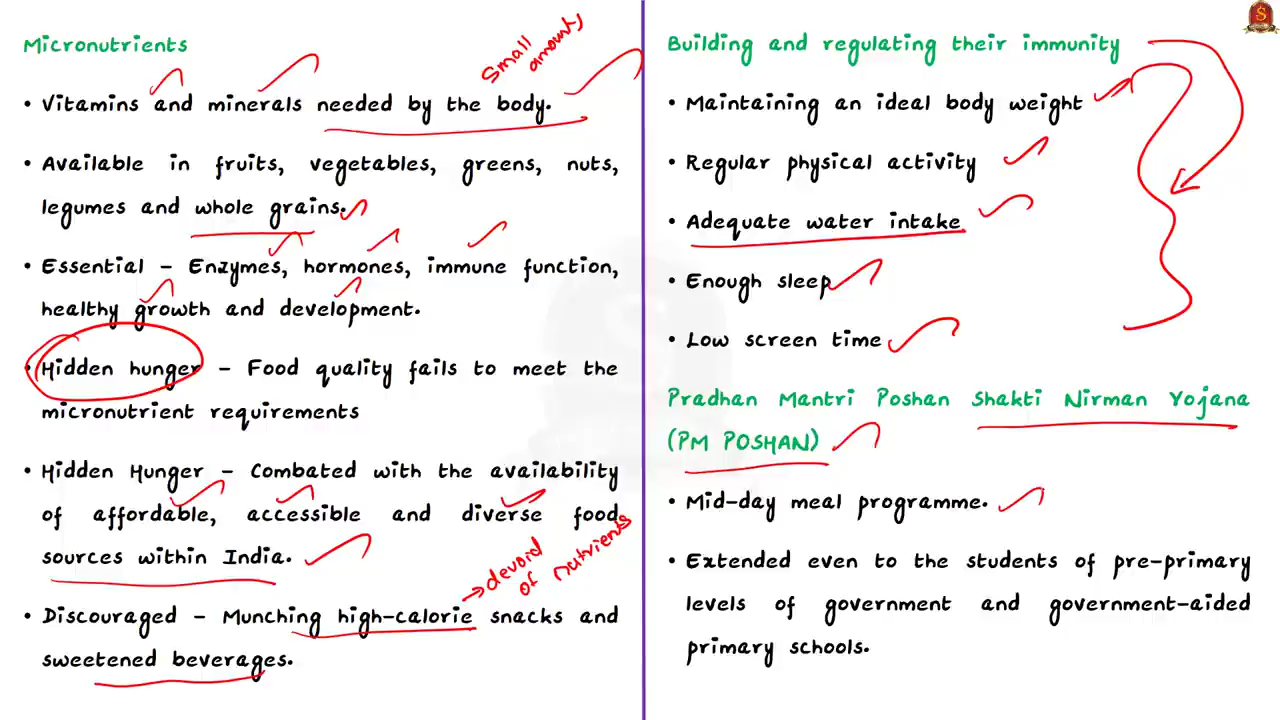 Micronutrients
small
amounts
• Vitamins and minerals needed by the body.
• Available in fruits, vegetables, greens, nuts,
legumes and whole grains.
• Essential – Enzymes, hormones, immune function,
healthy growth and development.
• Hidden hunger – Food quality fails to meet the
micronutrient requirements
• Hidden Hunger – Combated with the availability
of affordable, accessible and diverse food
sources within India.
→ devoid
of nutrients
• Discouraged – Munching high-calorie snacks and
sweetened beverages.
Building and regulating their immunity
• Maintaining an ideal body weight
• Regular physical activity
• Adequate water intake
• Enough sleep
• Low screen time
Pradhan Mantri Poshan Shakti Nirman Yojana
(PM POSHAN)
• Mid-day meal programme.
• Extended even to the students of pre-primary
levels of government and government-aided
primary schools.